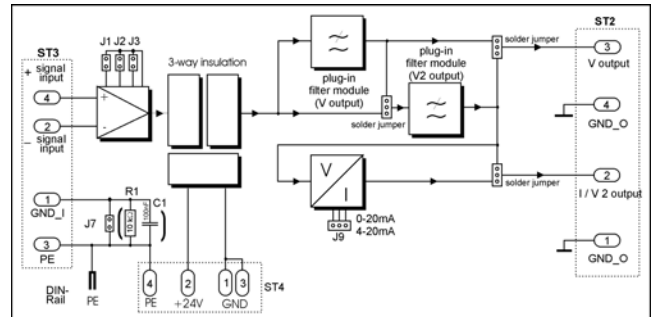 ST3
J1 J2 J3
+ signal input
4
+
-
2
_ signal input
3-way insulation
plug-in
filter module
(V output)
solder jumper
plug-in
filter module
(V2 output)
solder jumper
solder jumper
ST2
3
V output
4
GND_O
2
I / V 2 output
1
GND_O
V
I
0-20mA
4-20mA
J9
1
GND_I
J7
R1
10 kΩ
C1
100nF
3
PE
DIN-
Rail
PE
4
PE
2
+24V
1
3
GND
ST4